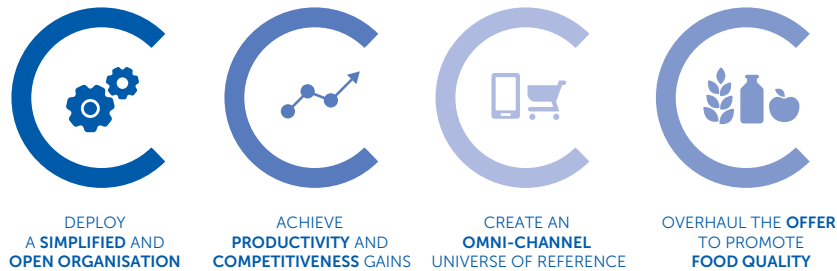 DEPLOY
A SIMPLIFIED AND
OPEN ORGANISATION
ACHIEVE
PRODUCTIVITY AND
COMPETITIVENESS GAINS
CREATE AN
OMNI-CHANNEL
UNIVERSE OF REFERENCE
OVERHAUL THE OFFER
TO PROMOTE
FOOD QUALITY